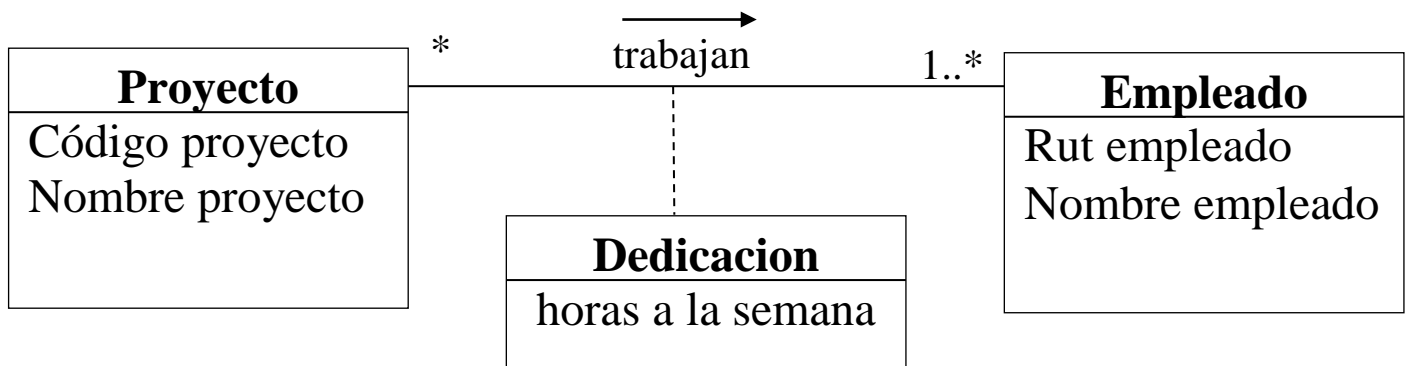 *
trabajan
1..*
Proyecto
Código proyecto
Nombre proyecto
Empleado
Rut empleado
Nombre empleado
Dedicacion
horas a la semana